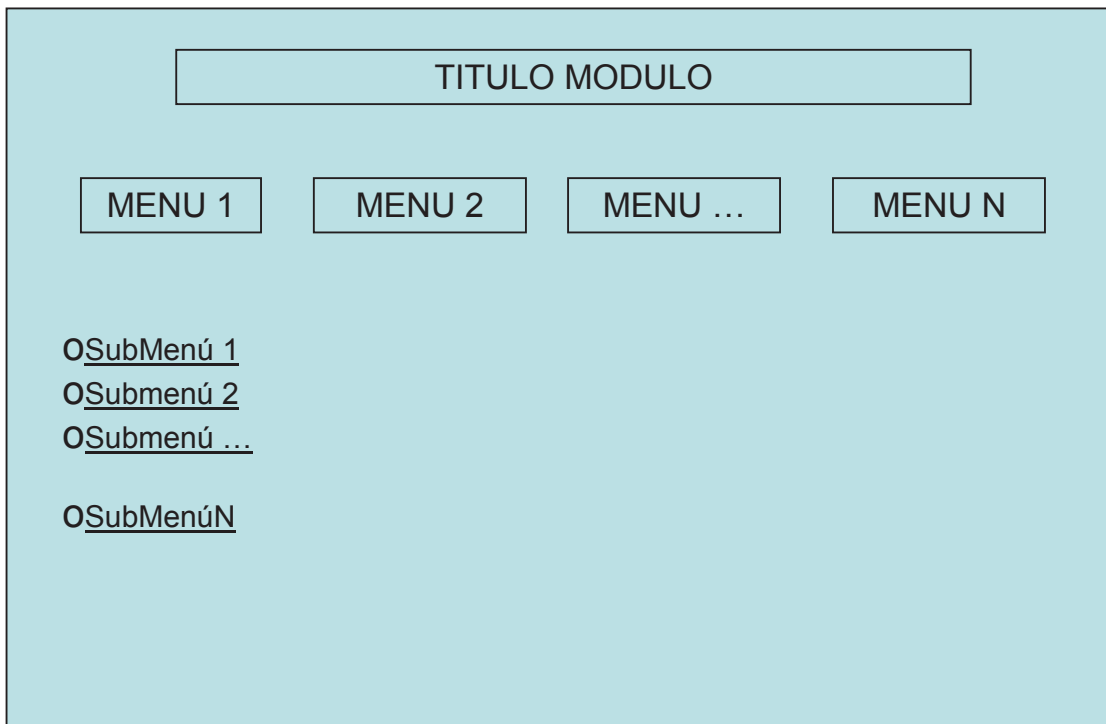 TITULO MODULO
MENU 1 MENU 2 MENU … MENU N
oSubMenú 1
oSubmenú 2
oSubmenú …
oSubMenúN